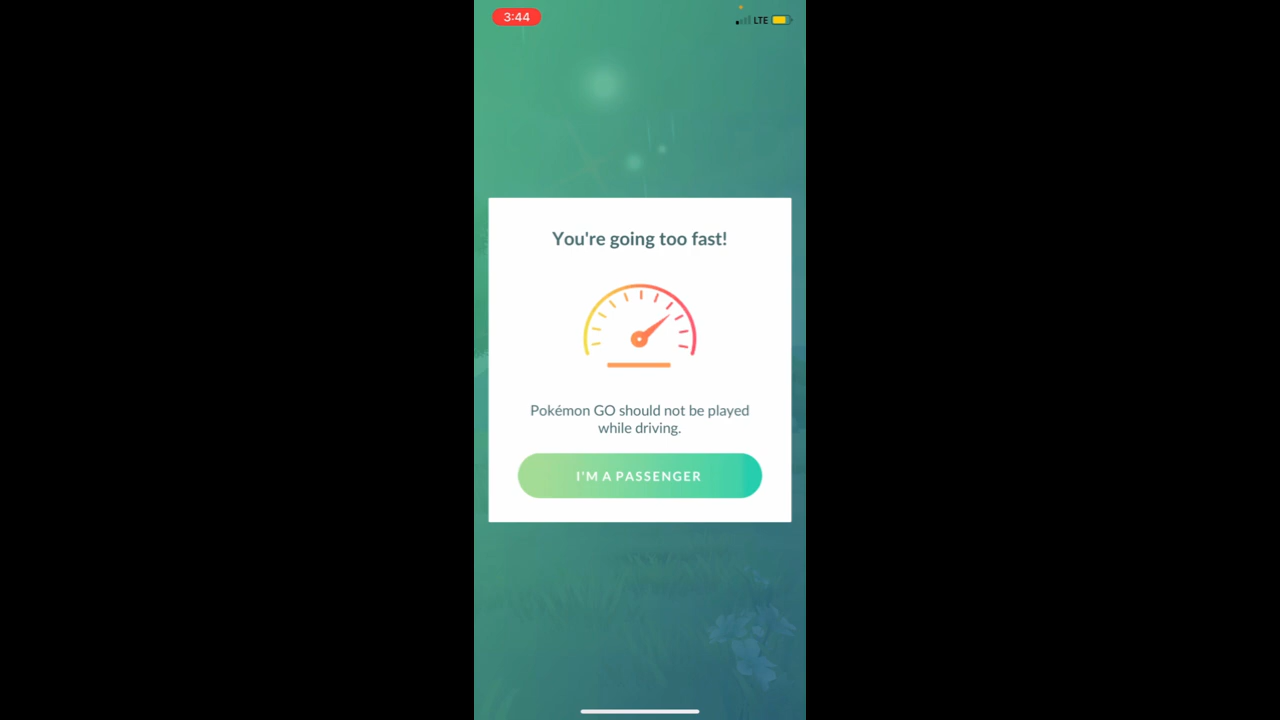 3:44
LTE
You're going too fast!
Pokémon GO should not be played
while driving.
I'M A PASSENGER